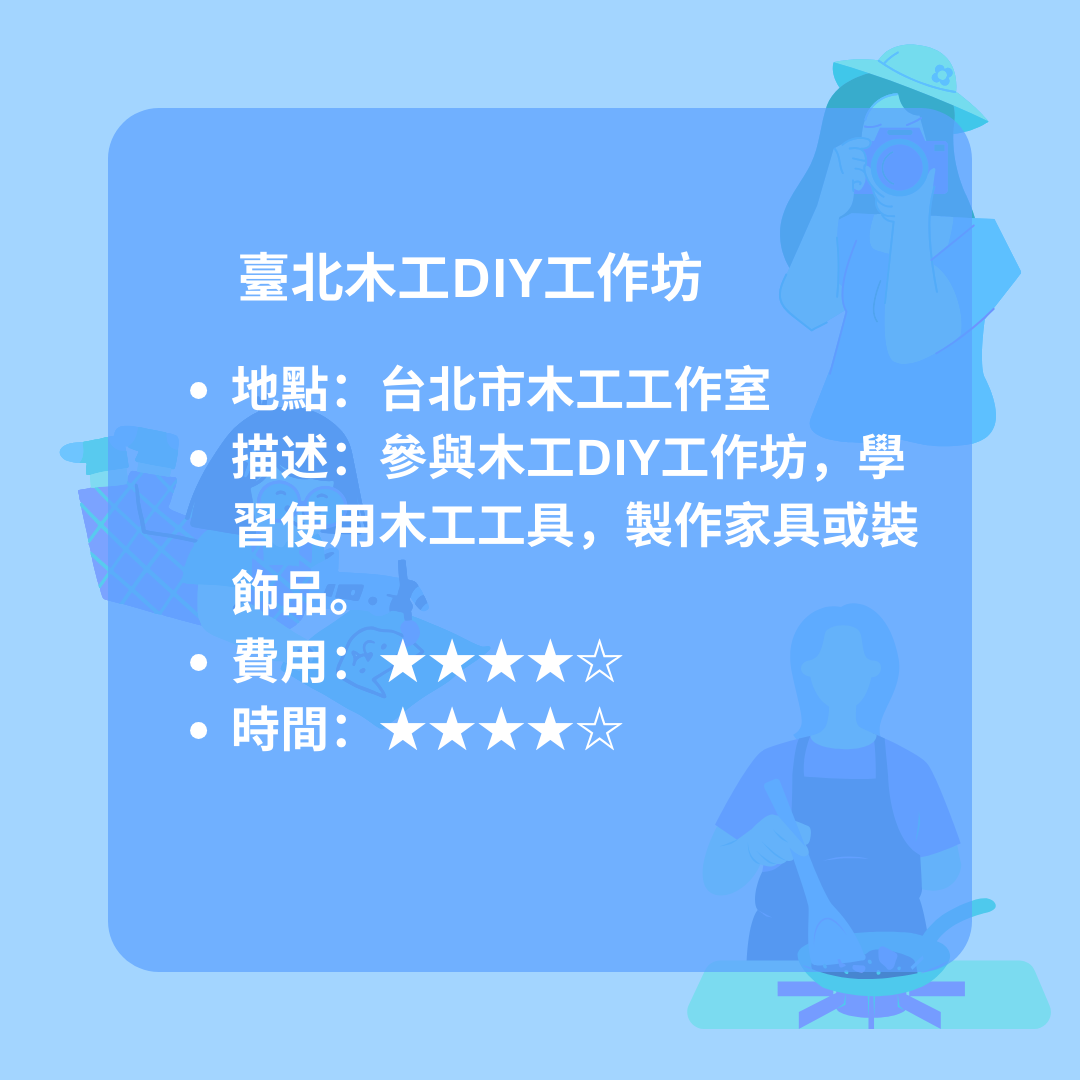 臺北木工DIY工作坊
• 地點：台北市木工工作室
• 描述：參與木工DIY工作坊，學
習使用木工工具，製作家具或裝
飾品。
• 費用：★★★★☆
• 時間：★★★★☆